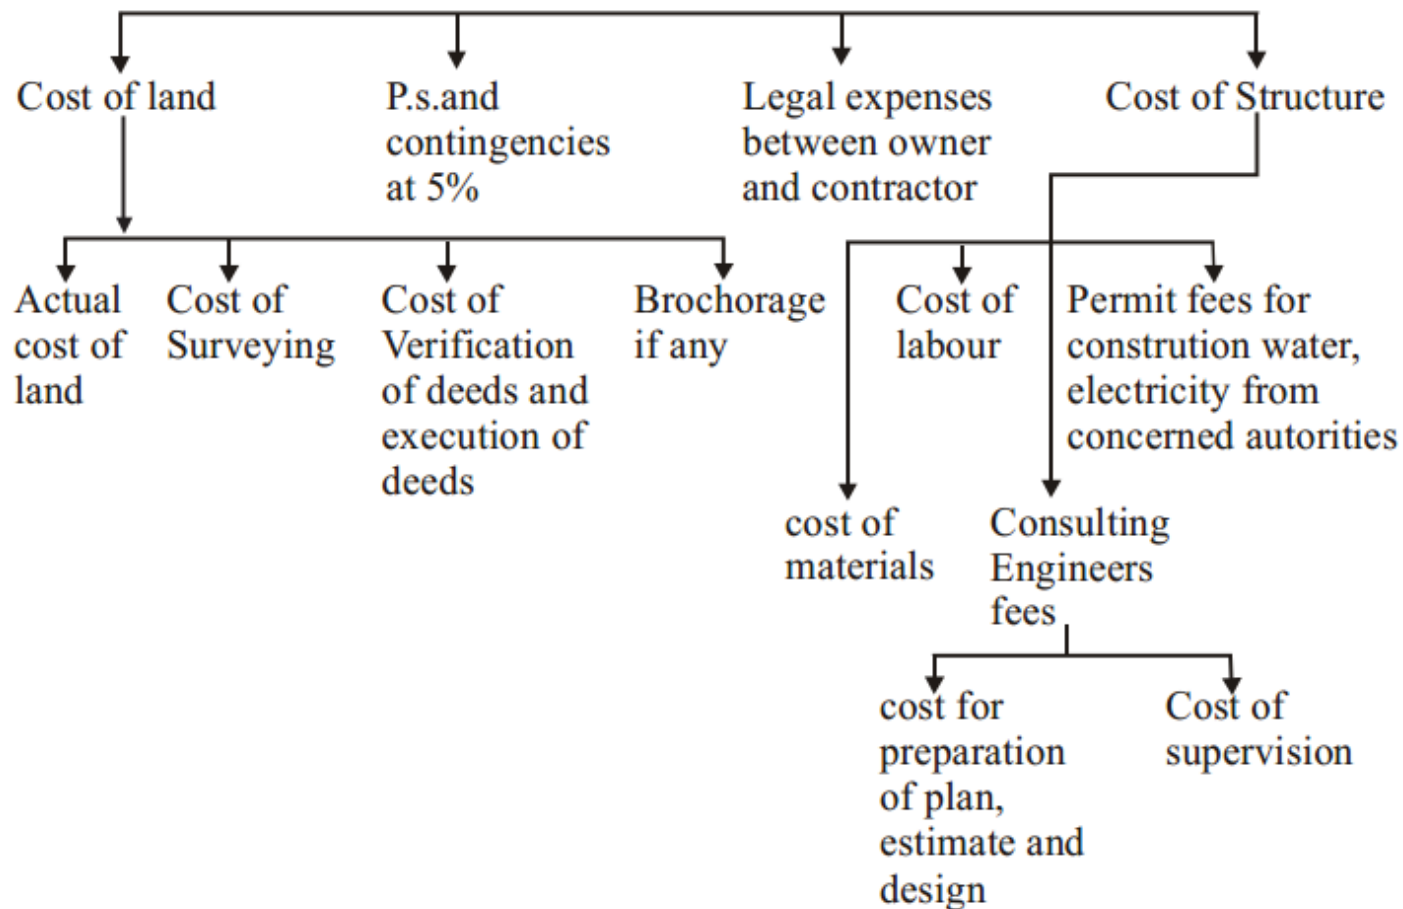 Cost of land
P.s.and
contingencies
at 5%
Legal expenses
between owner
and contractor
Cost of Structure
Actual
cost of
land
Cost of
Surveying
Cost of
Verification
of deeds and
execution of
deeds
Brochorage
if any
Cost of
labour
Permit fees for
constrution water,
electricity from
concerned autorities
cost of
materials
Consulting
Engineers
fees
cost for
preparation
of plan,
estimate and
design
Cost of
supervision